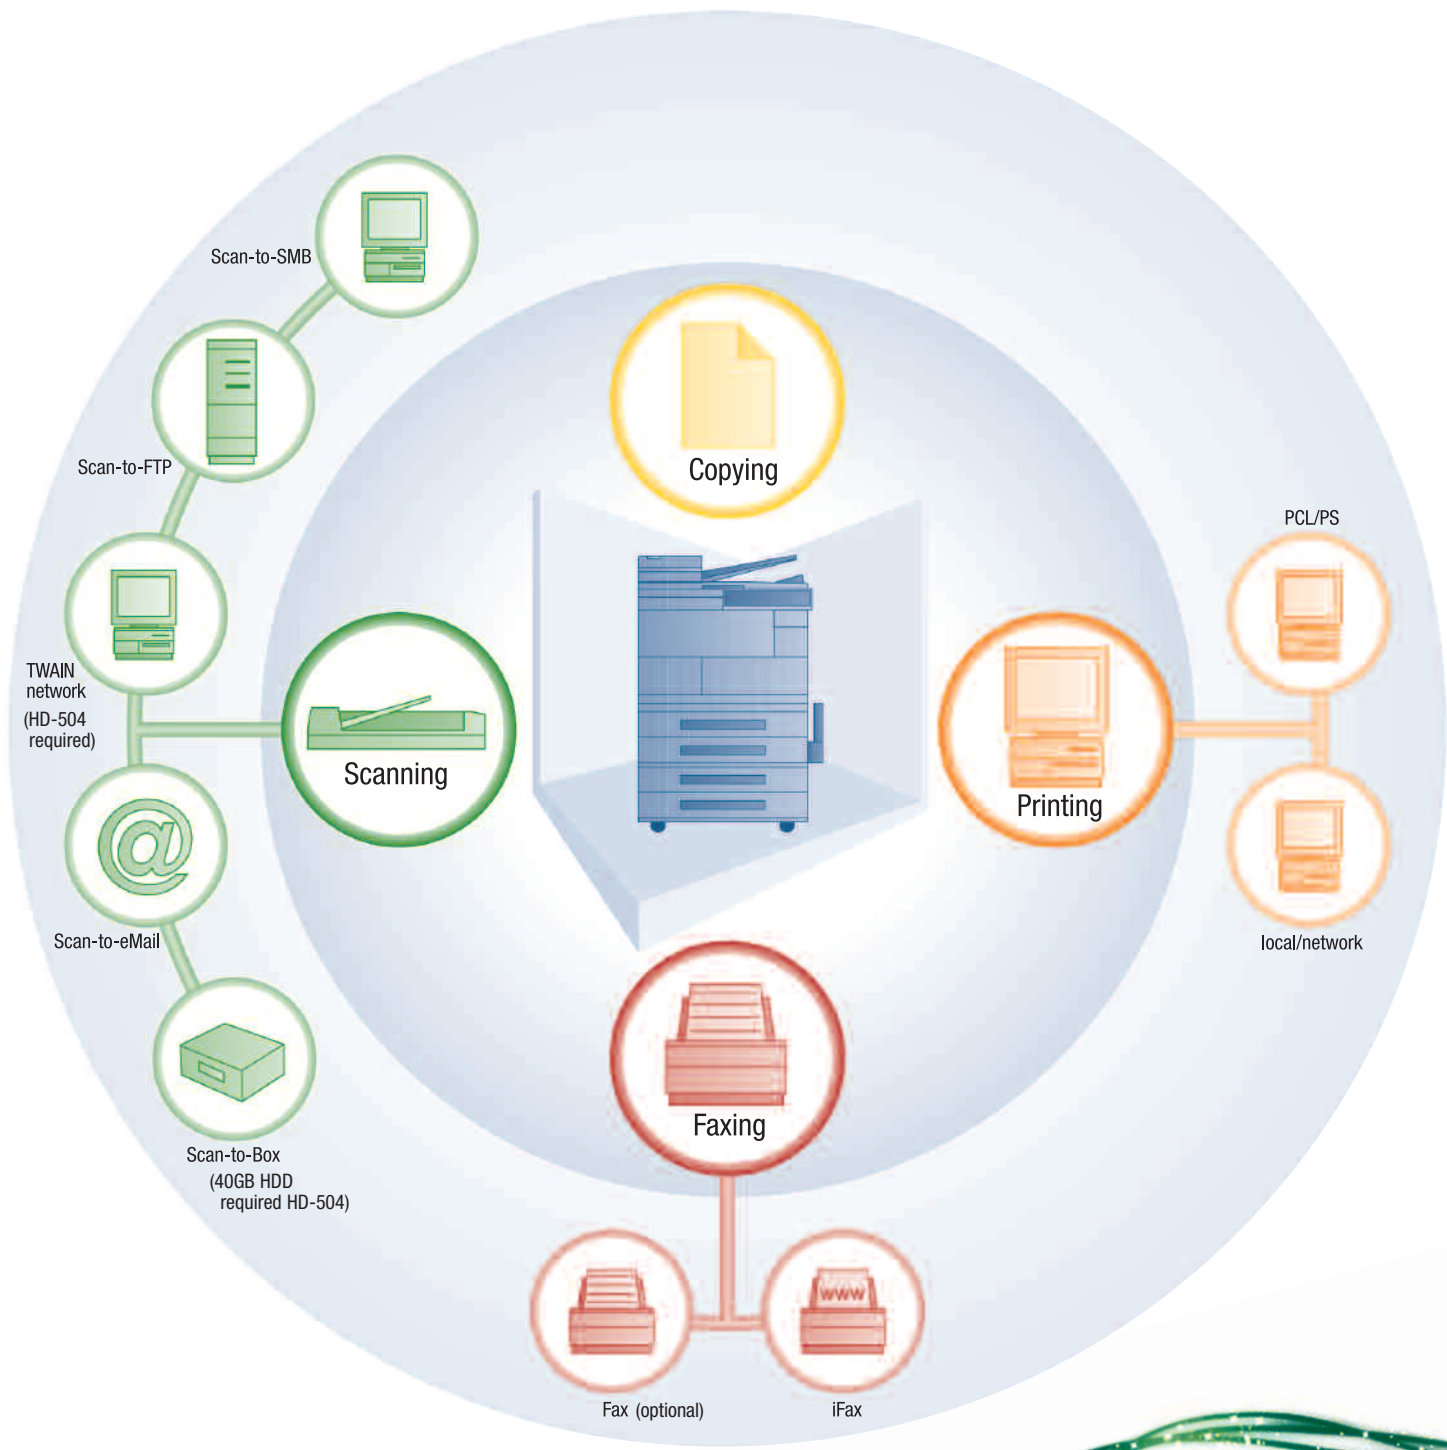 Scan-to-SMB
Scan-to-FTP
TWAIN
network
(HD-504
required)
Scan-to-eMail
Scan-to-Box
(40GB HDD
required HD-504)
Copying
Scanning
Printing
PCL/PS
local/network
Faxing
Fax (optional)
www
iFax